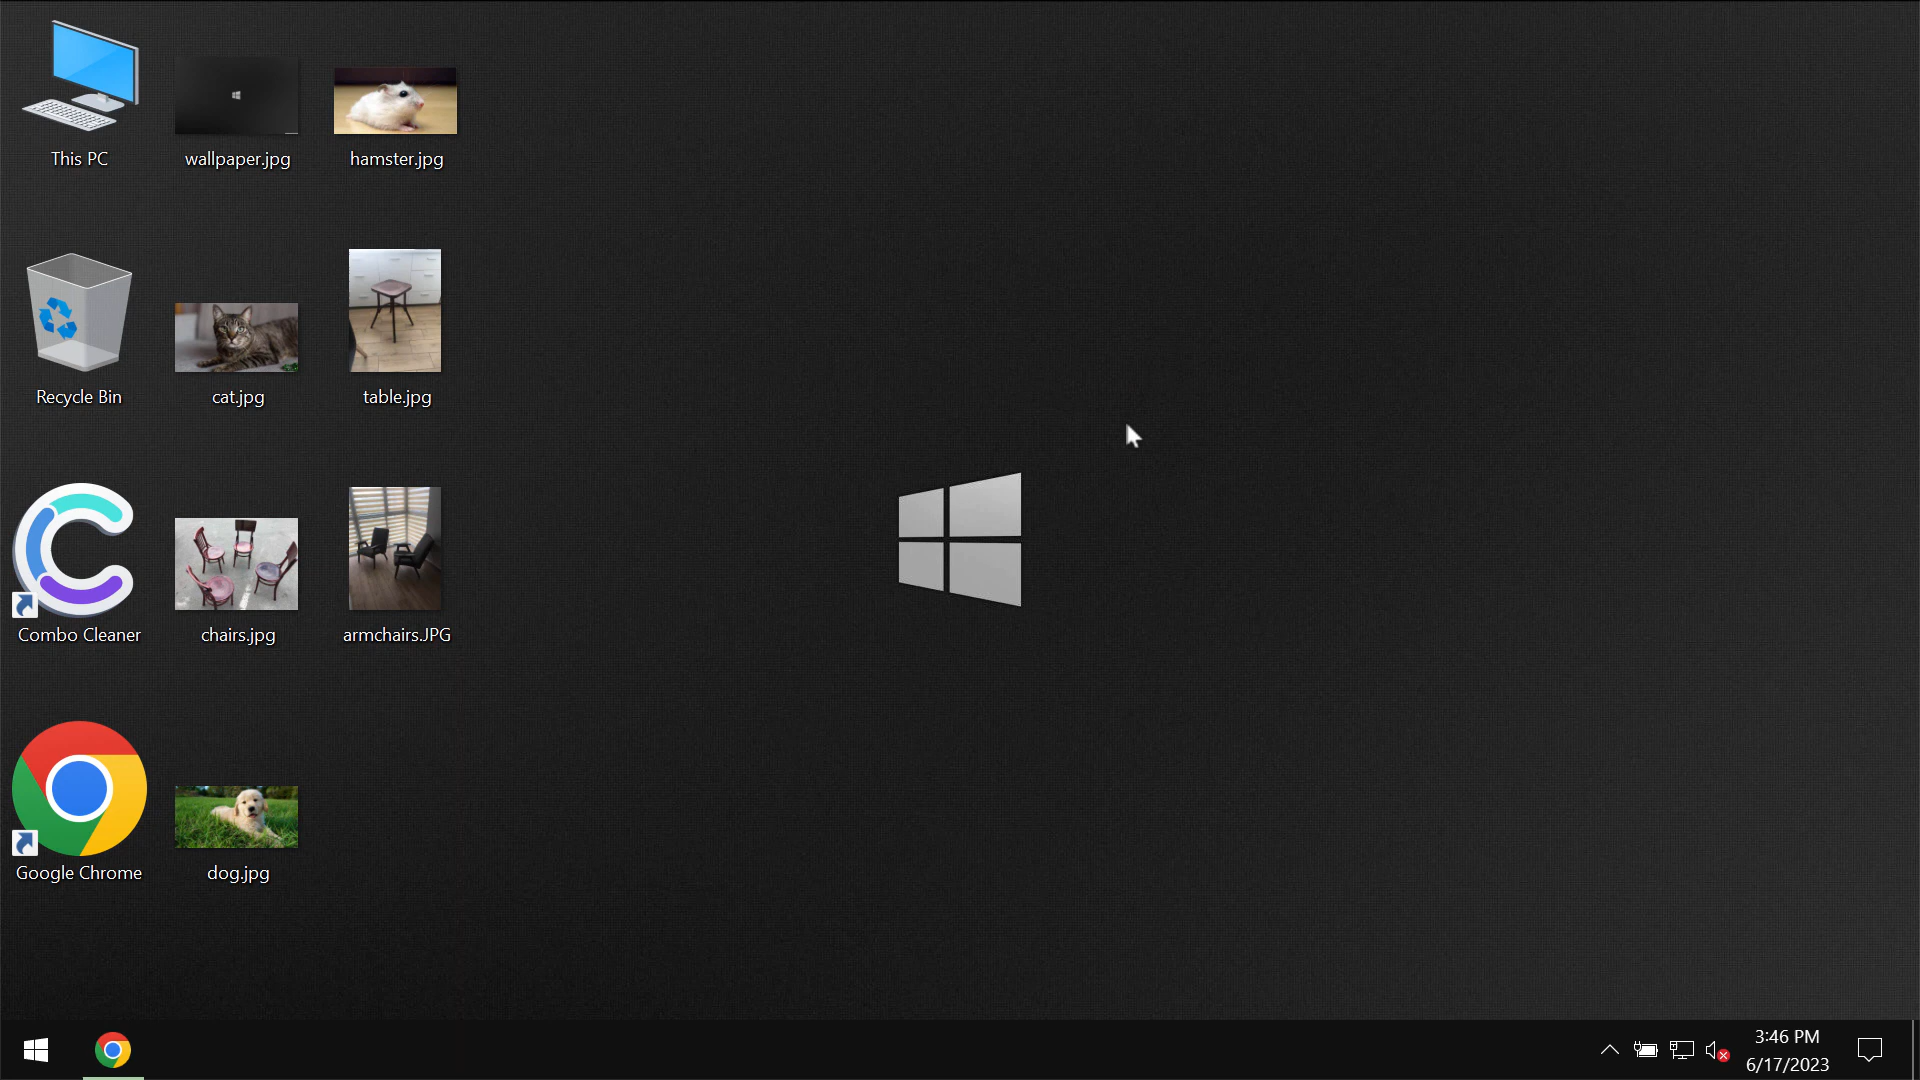 This PC
wallpaper.jpg
hamster.jpg
Recycle Bin
cat.jpg
table.jpg
Combo Cleaner
chairs.jpg
armchairs.JPG
Google Chrome
dog.jpg
3:46 PM
6/17/2023